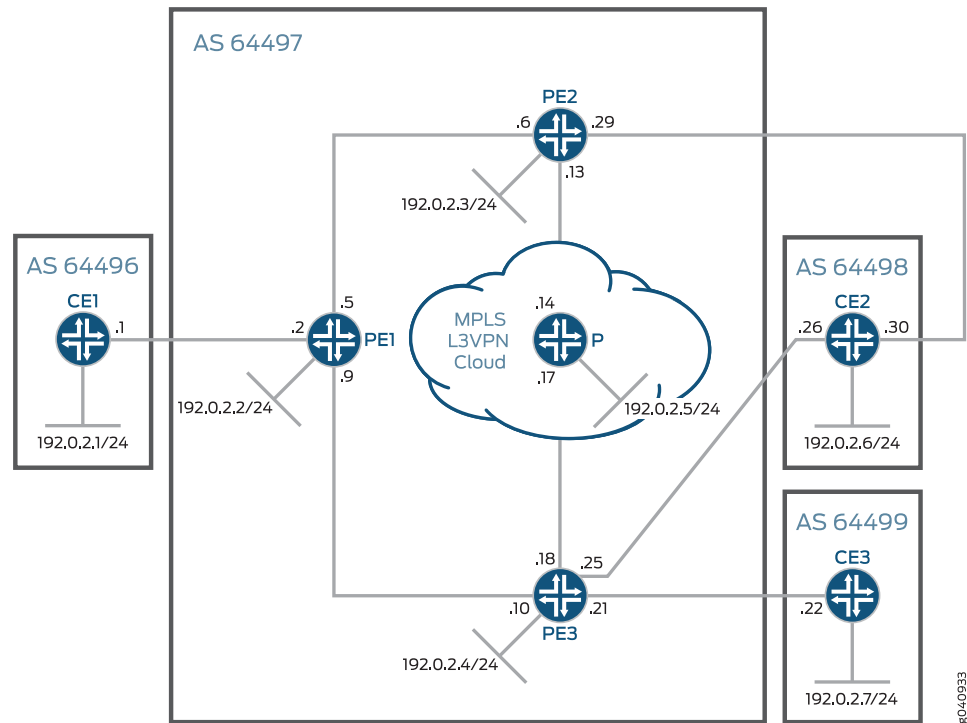 AS 64497
PE2
.6
.29
.13
192.0.2.3/24
AS 64496
CE1
.1
192.0.2.1/24
.5
.2
PE1
.9
192.0.2.2/24
MPLS
L3VPN
Cloud
.14
P
.17
192.0.2.5/24
AS 64498
CE2
.26
.30
192.0.2.6/24
.18
.25
.10
.21
PE3
192.0.2.4/24
AS 64499
CE3
.22
192.0.2.7/24
g040933